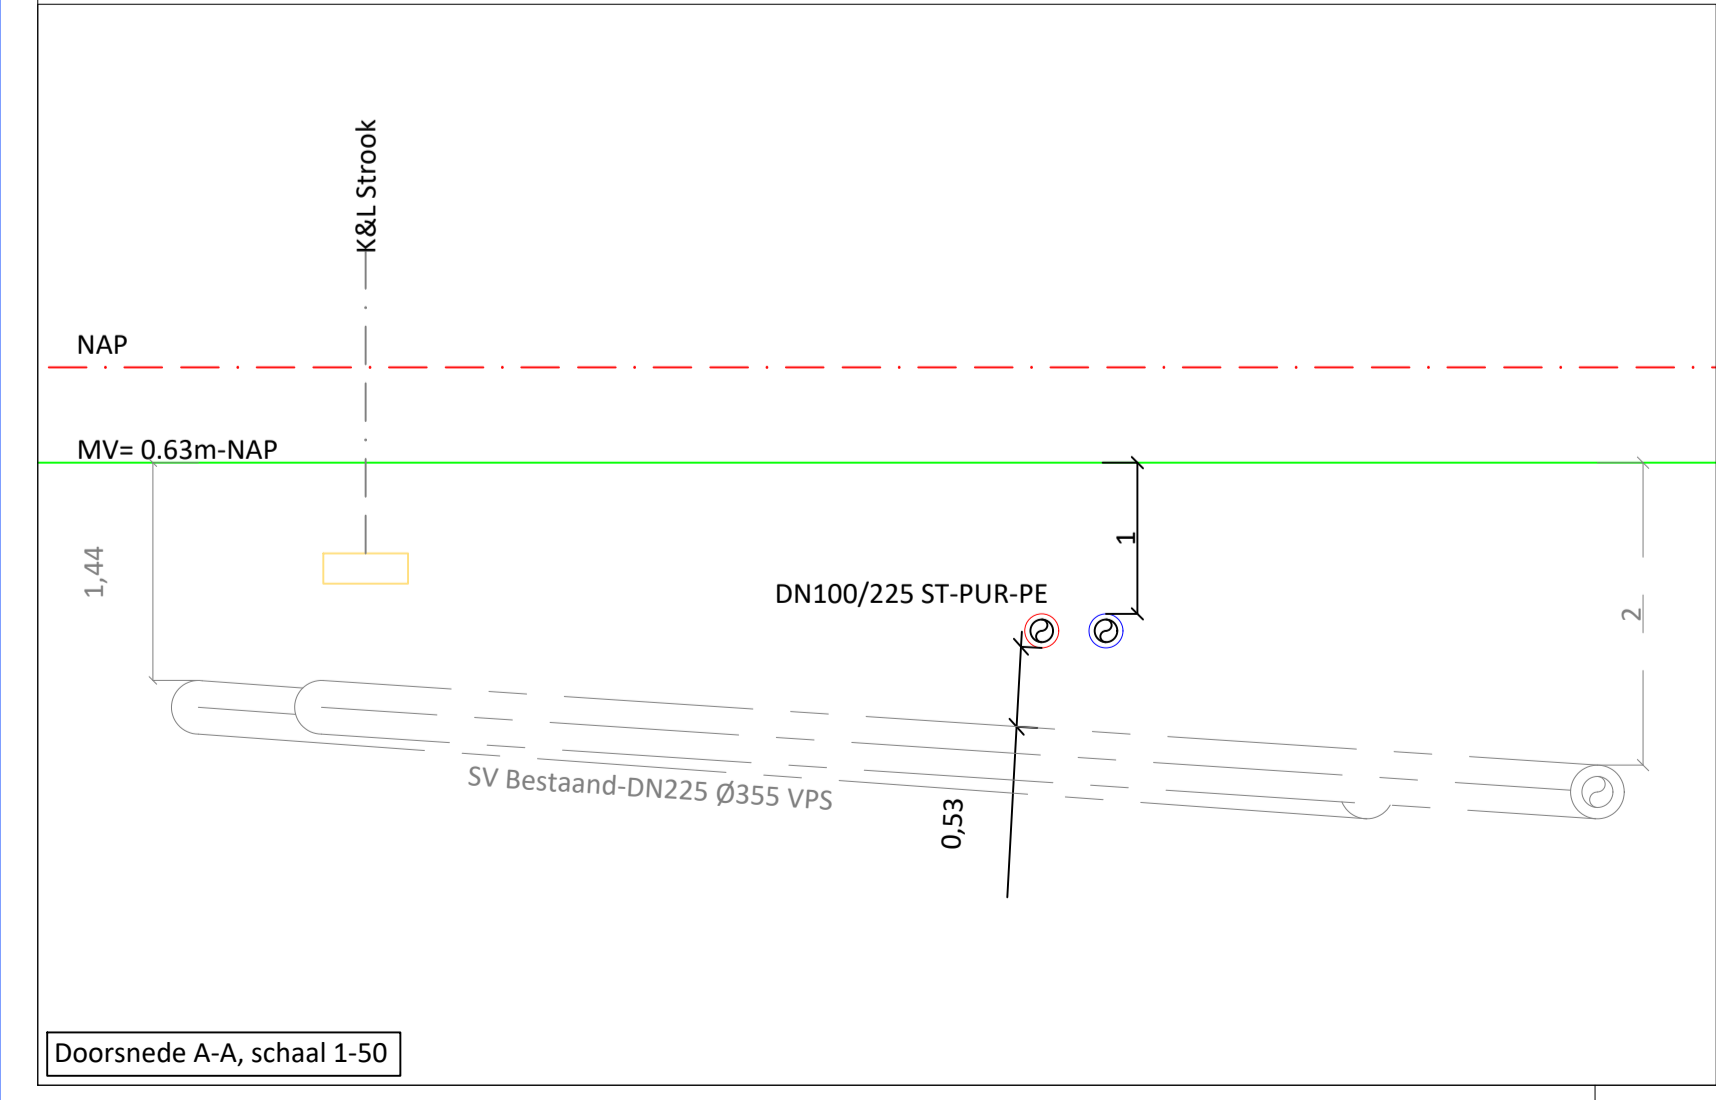 K&L Strook
NAP
MV= 0.63m-NAP
1,44
1
DN100/225 ST-PUR-PE
2
SV Bestaand-DN225 Ø355 VPS
0,53
Doorsnede A-A, schaal 1-50